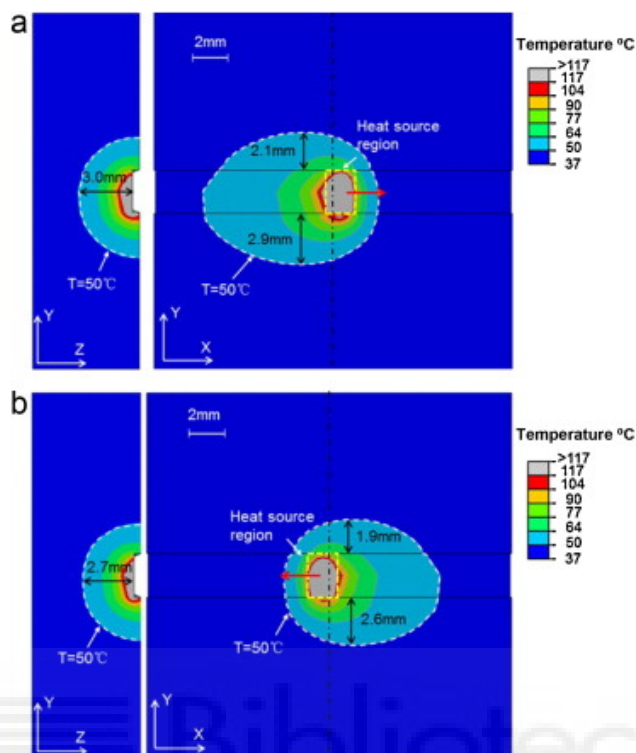 a
2mm
Temperature ºC
>117
117
104
90
77
64
50
37
Heat source
region
2.1mm
3.0mm
2.9mm
T=50℃
T=50℃
Y
Z
Y
X
b
2mm
Temperature ºC
>117
117
104
90
77
64
50
37
Heat source
region
1.9mm
2.7mm
2.6mm
T=50℃
T=50℃
Y
Z
Y
X
Bibliotec